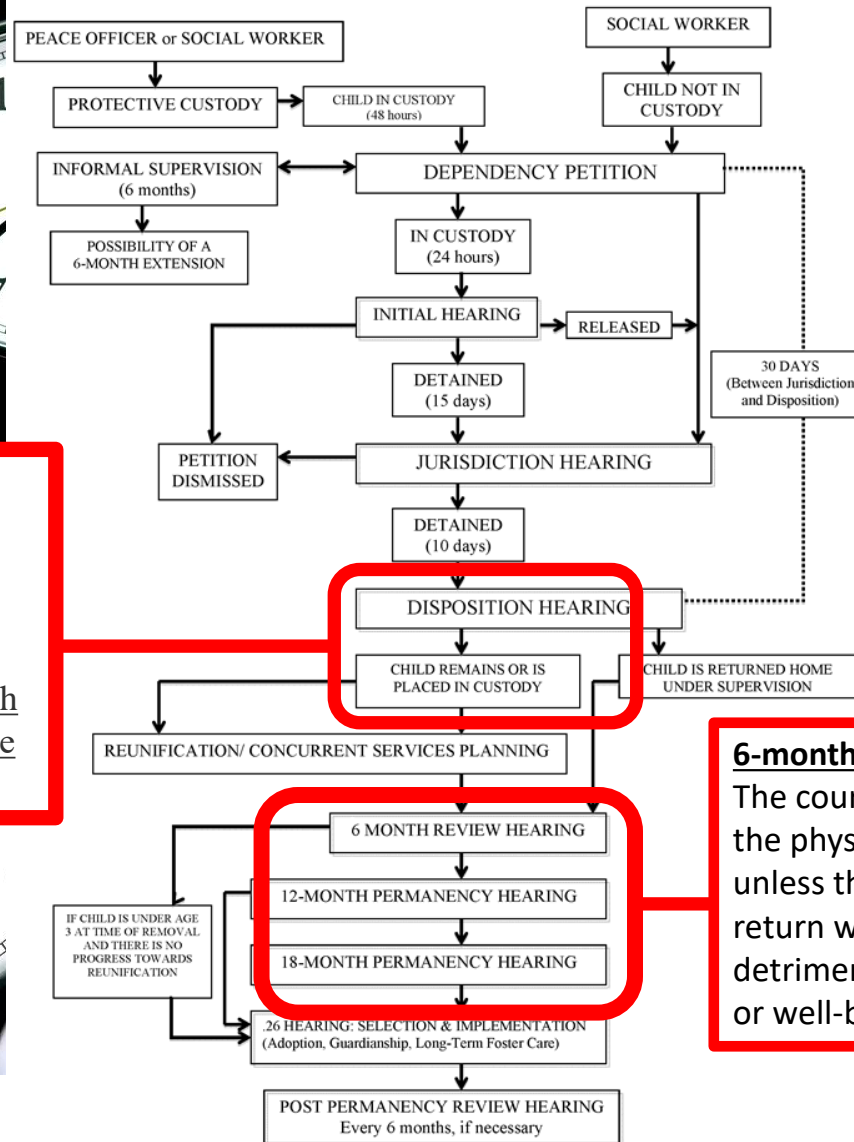 PEACE OFFICER or SOCIAL WORKER
SOCIAL WORKER
PROTECTIVE CUSTODY
CHILD IN CUSTODY
(48 hours)
CHILD NOT IN
CUSTODY
INFORMAL SUPERVISION
(6 months)
DEPENDENCY PETITION
POSSIBILITY OF A
6-MONTH EXTENSION
IN CUSTODY
(24 hours)
INITIAL HEARING
RELEASED
DETAINED
(15 days)
30 DAYS
(Between Jurisdiction
and Disposition)
PETITION
DISMISSED
JURISDICTION HEARING
DETAINED
(10 days)
DISPOSITION HEARING
CHILD REMAINS OR IS
PLACED IN CUSTODY
CHILD IS RETURNED HOME
UNDER SUPERVISION
REUNIFICATION/ CONCURRENT SERVICES PLANNING
6-month
The cour
the phys
unless th
return w
detrimen
or well-b
6 MONTH REVIEW HEARING
12-MONTH PERMANENCY HEARING
18-MONTH PERMANENCY HEARING
IF CHILD IS UNDER AGE
3 AT TIME OF REMOVAL
AND THERE IS NO
PROGRESS TOWARDS
REUNIFICATION
.26 HEARING: SELECTION & IMPLEMENTATION
(Adoption, Guardianship, Long-Term Foster Care)
POST PERMANENCY REVIEW HEARING
Every 6 months, if necessary